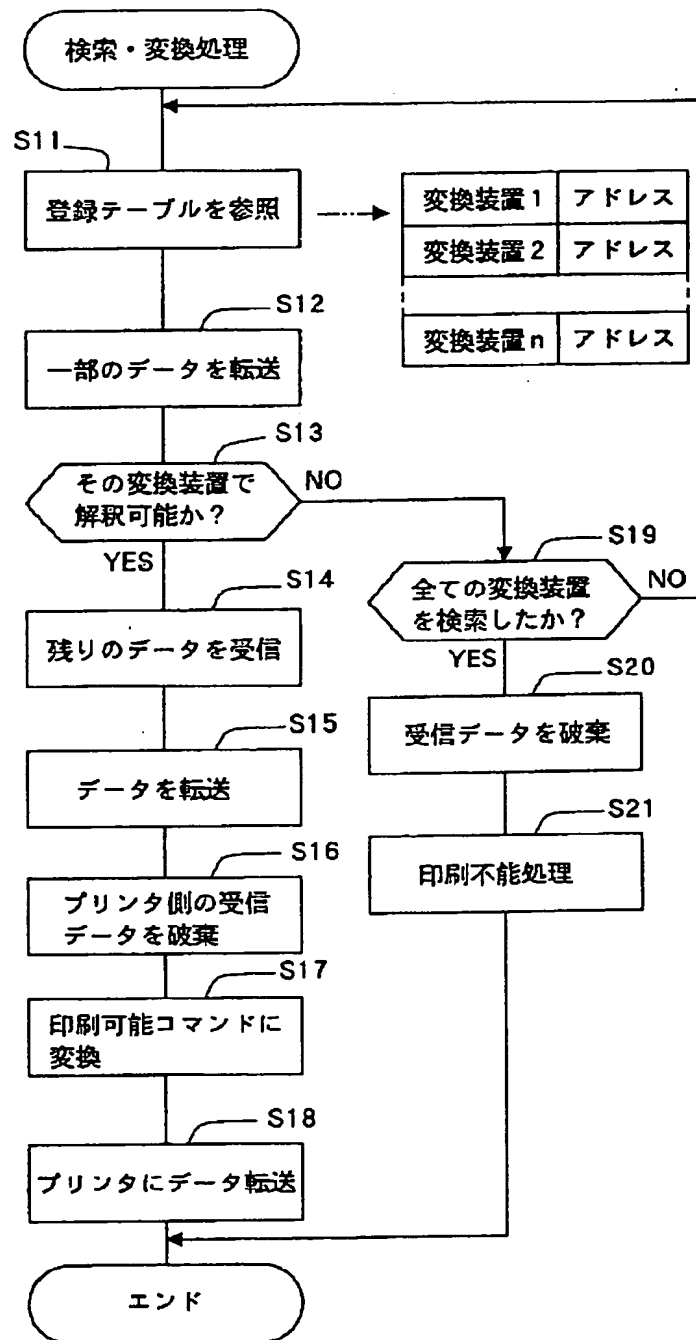 検索・変換処理
S11
登録テーブルを参照
変換装置1 アドレス
変換装置2 アドレス
変換装置n アドレス
S12
一部のデータを転送
S13
その変換装置で
解釈可能か?
NO
YES
S14
残りのデータを受信
S15
データを転送
S16
プリンタ側の受信
データを破棄
S17
印刷可能コマンドに
変換
S18
プリンタにデータ転送
S19
全ての変換装置
を検索したか?
NO
YES
S20
受信データを破棄
S21
印刷不能処理
エンド